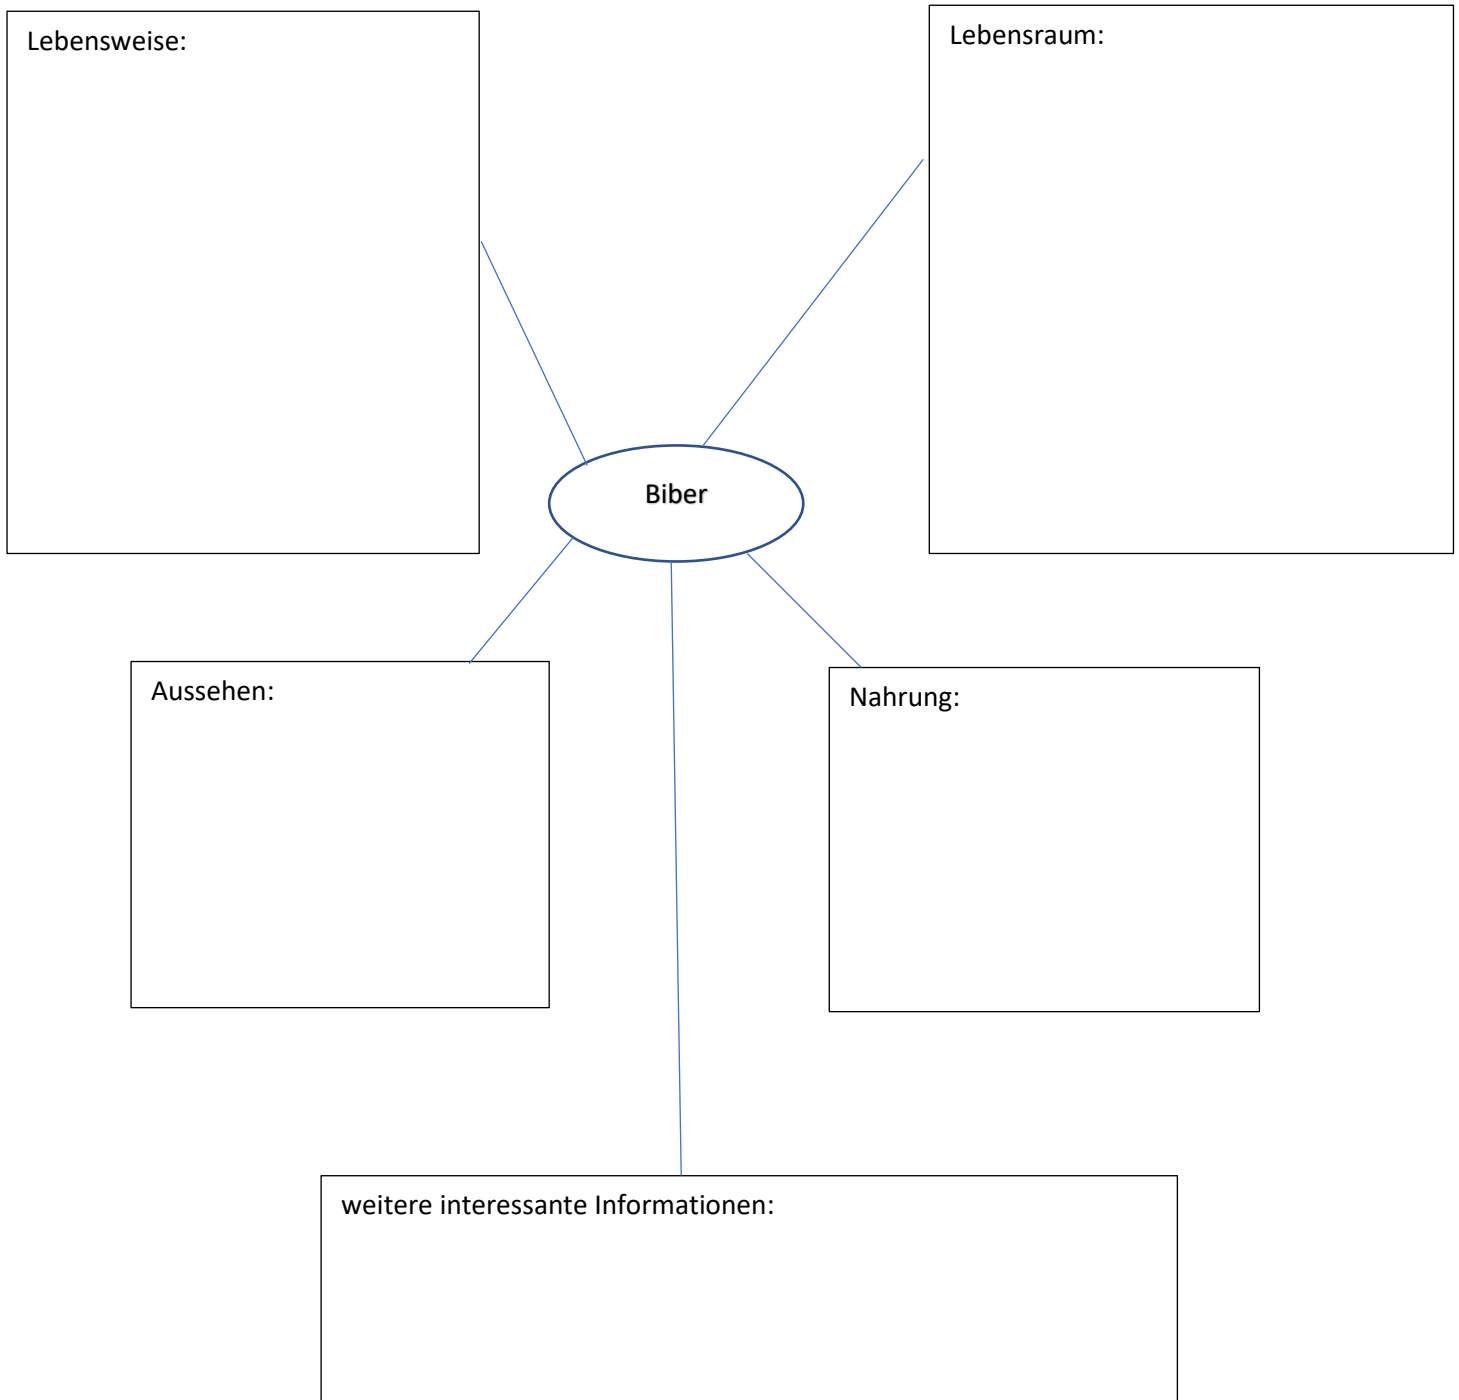 Lebensweise:
Lebensraum:
Biber
Aussehen:
Nahrung:
weitere interessante Informationen: